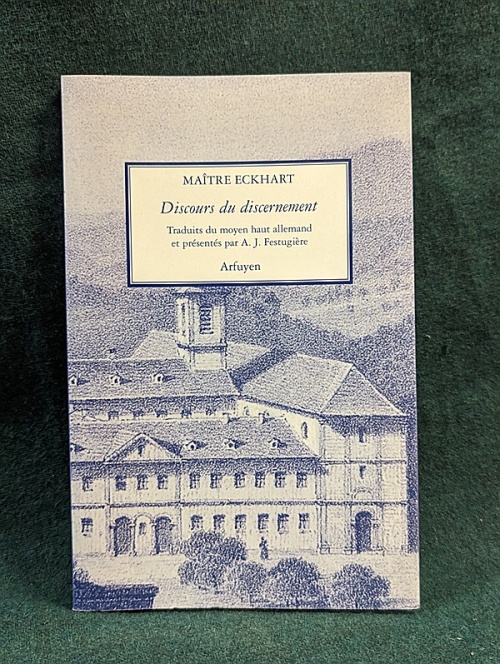 MAÎTRE ECKHART
Discours du discernement
Traduits du moyen haut allemand
et présentés par A. J. Festugière
Arfuyen